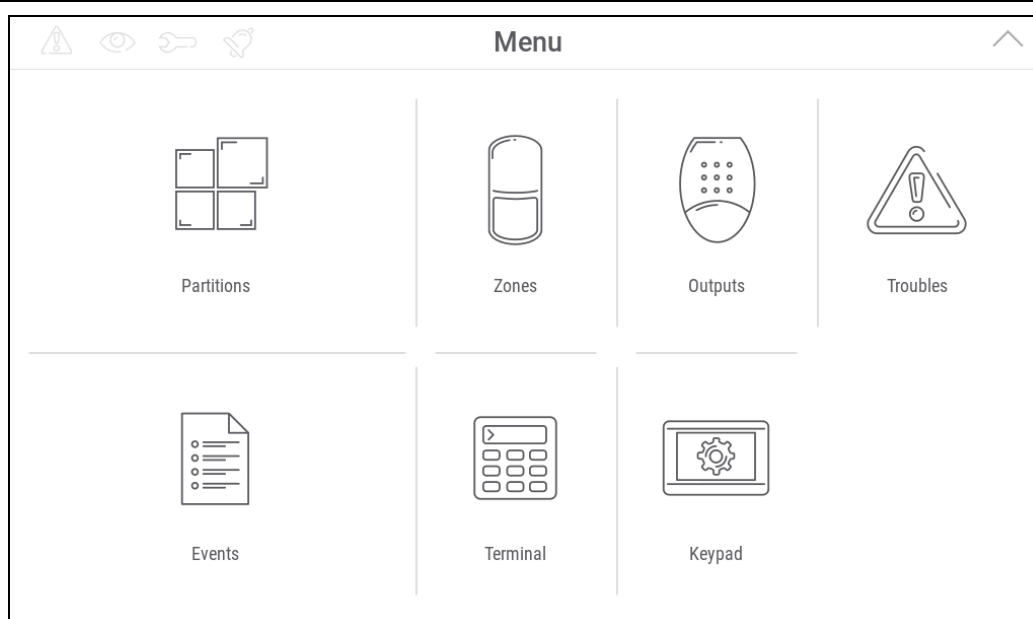 Menu
Partitions
Zones
Outputs
Troubles
Events
Terminal
Keypad